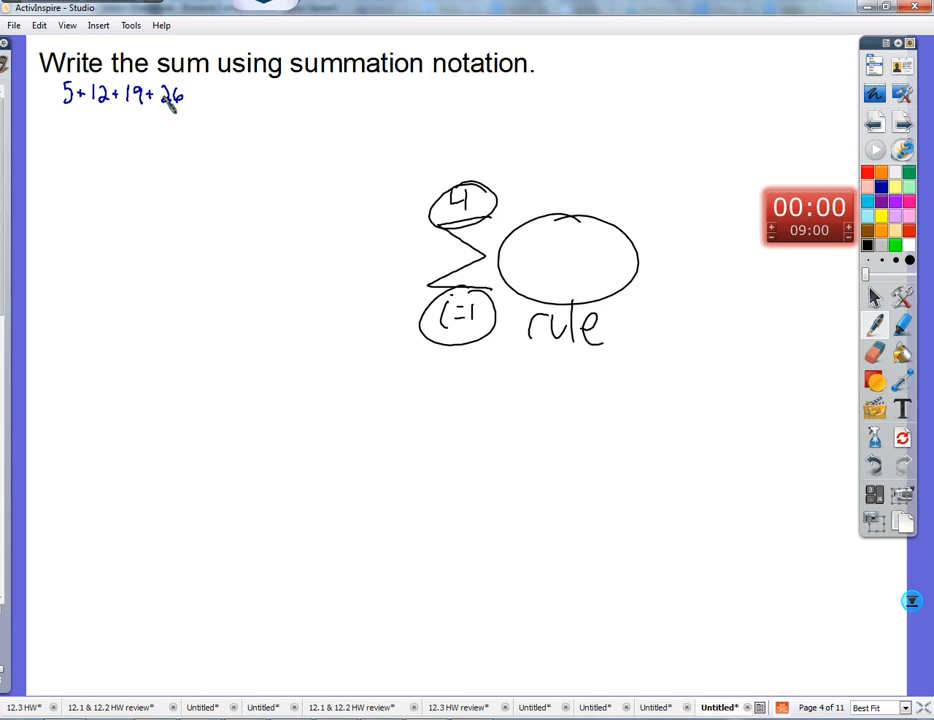 ActivInspire - Studio
File Edit View Insert Tools Help
Write the sum using summation notation.
5+12+19+26
4
i=1
rule
00:00
09:00
12.3 HW* 12.1 & 12.2 HW review* Untitled* Untitled* 12.1 & 12.2 HW review* 12.3 HW review* Untitled* Untitled* Untitled* Untitled* Page 4 of 11 Best Fit